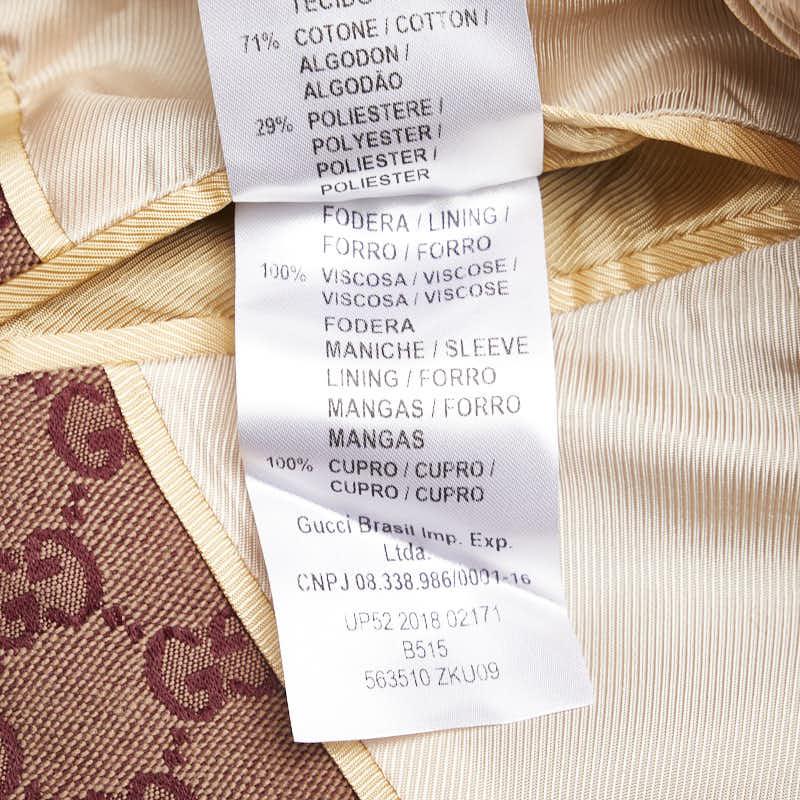 TECIDO
71% COTONE / COTTON /
ALGODON /
ALGODÃO
29% POLIESTERE /
POLYESTER /
POLIESTER /
POLIESTER
FODERA / LINING /
FORRO / FORRO
100% VISCOSA / VISCOSE /
VISCOSA / VISCOSE
FODERA
MANICHE / SLEEVE
LINING / FORRO
MANGAS / FORRO
MANGAS
100% CUPRO / CUPRO /
CUPRO / CUPRO
Gucci Brasil Imp. Exp.
Ltda.
CNPJ 08.338.986/0001-16
UP52 2018 02171
B515
563510 ZKU09